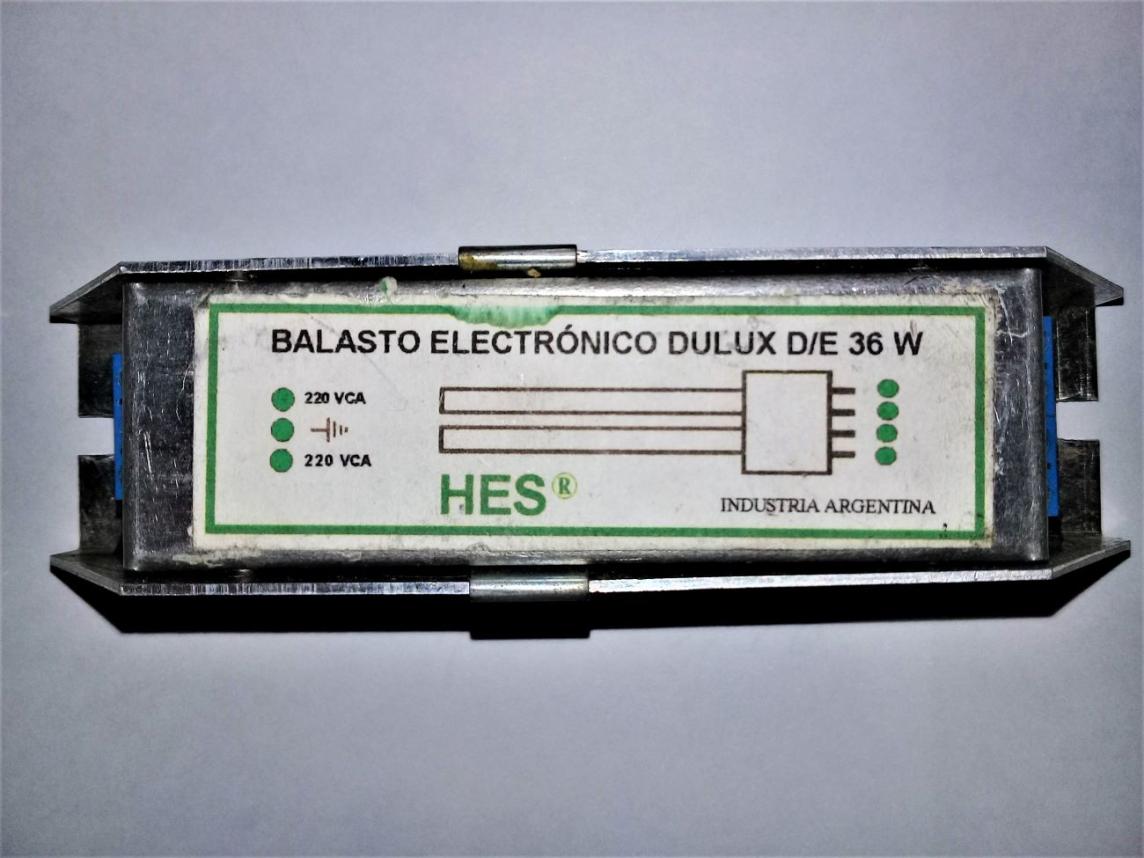 BALASTO ELECTRÓNICO DULUX D/E 36 W
220 VCA
220 VCA
HES®
INDUSTRIA ARGENTINA